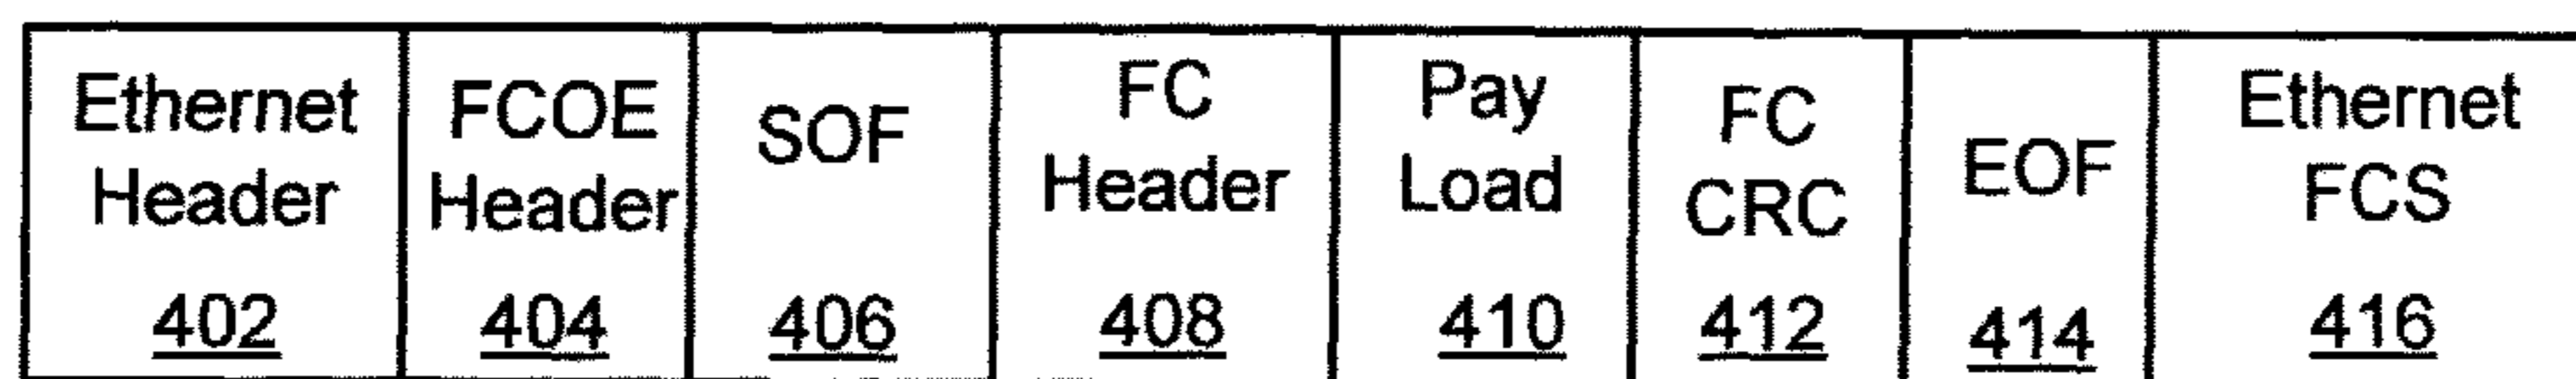 Ethernet
Header
402
FCOE
Header
404
SOF
406
FC
Header
408
Pay
Load
410
FC
CRC
412
EOF
414
Ethernet
FCS
416